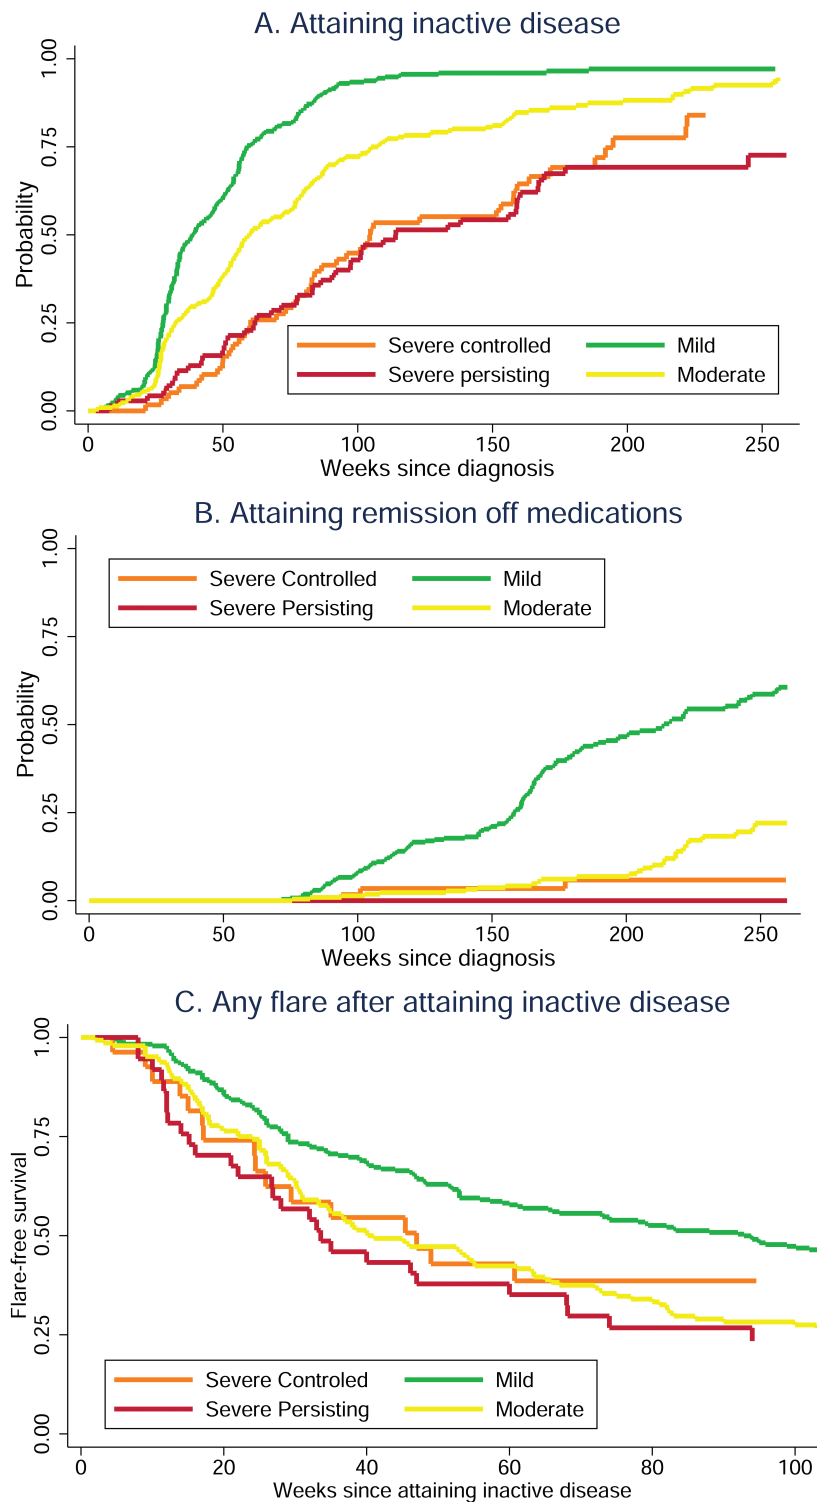 A. Attaining inactive disease
1.00
0.75
0.50
0.25
0.00
Probability
Severe controlled Mild
Severe persisting Moderate
0 50 100 150 200 250
Weeks since diagnosis
B. Attaining remission off medications
1.00
0.75
0.50
0.25
0.00
Probability
Severe Controlled Mild
Severe Persisting Moderate
0 50 100 150 200 250
Weeks since diagnosis
C. Any flare after attaining inactive disease
1.00
0.75
0.50
0.25
0.00
Flare-free survival
Severe Controled Mild
Severe Persisting Moderate
0 20 40 60 80 100
Weeks since attaining inactive disease